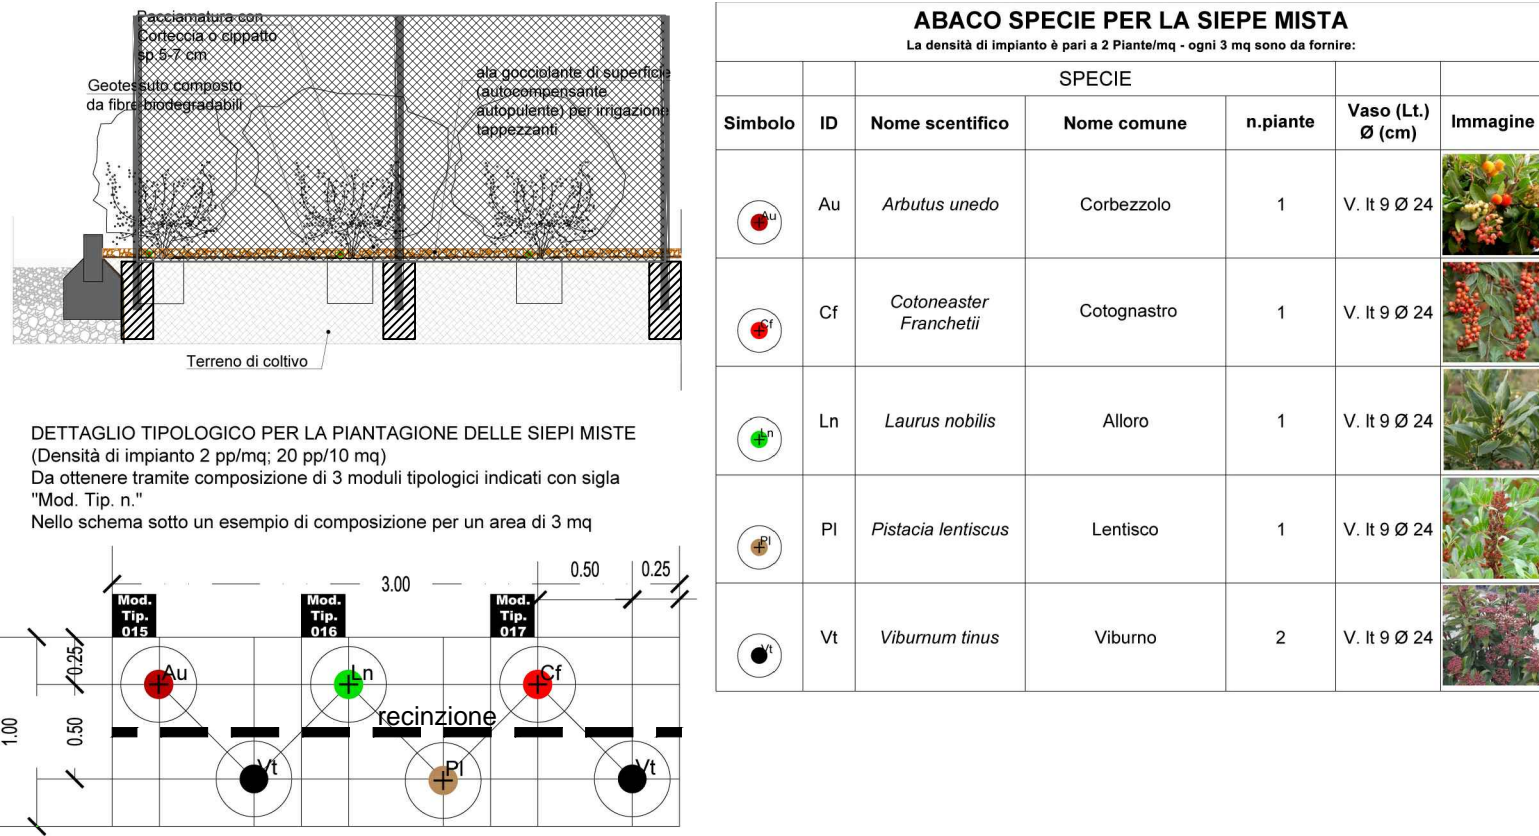 Pacciamatura con
Corteccia o cippatto
sp.5-7 cm
Geotessuto composto
da fibre biodegradabili
ala gocciolante di superficie
(autocompensante
autopulente) per irrigazione
tappezzanti
Terreno di coltivo
DETTAGLIO TIPOLOGICO PER LA PIANTAGIONE DELLE SIEPI MISTE
(Densità di impianto 2 pp/mq; 20 pp/10 mq)
Da ottenere tramite composizione di 3 moduli tipologici indicati con sigla
"Mod. Tip. n."
Nello schema sotto un esempio di composizione per un area di 3 mq
3.00
0.50
0.25
Mod.
Tip.
015
Mod.
Tip.
016
Mod.
Tip.
017
0.25
0.50
1.00
Au
Ln
Cf
recinzione
Vt
Pl
Vt
ABACO SPECIE PER LA SIEPE MISTA
La densità di impianto è pari a 2 Piante/mq - ogni 3 mq sono da fornire:
SPECIE
Simbolo ID Nome scentifico Nome comune n.piante Vaso (Lt.) Ø (cm) Immagine
Au Au Arbutus unedo Corbezzolo 1 V. lt 9 Ø 24
Cf Cf Cotoneaster Franchetii Cotognastro 1 V. lt 9 Ø 24
Ln Ln Laurus nobilis Alloro 1 V. lt 9 Ø 24
Pl Pl Pistacia lentiscus Lentisco 1 V. lt 9 Ø 24
Vt Vt Viburnum tinus Viburno 2 V. lt 9 Ø 24